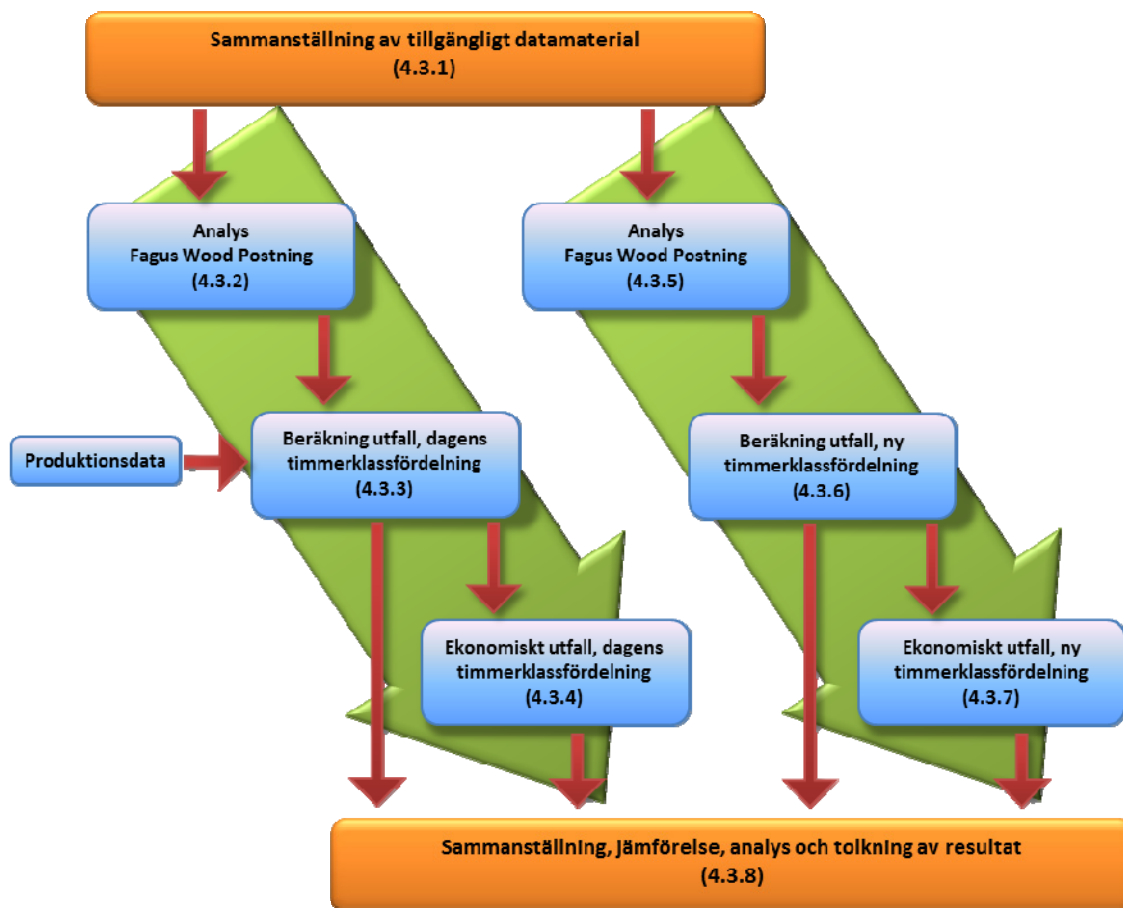 Sammanställning av tillgängligt datamaterial
(4.3.1)
Analys
Fagus Wood Postning
(4.3.2)
Analys
Fagus Wood Postning
(4.3.5)
Produktionsdata
Beräkning utfall, dagens
timmerklassfördelning
(4.3.3)
Beräkning utfall, ny
timmerklassfördelning
(4.3.6)
Ekonomiskt utfall, dagens
timmerklassfördelning
(4.3.4)
Ekonomiskt utfall, ny
timmerklassfördelning
(4.3.7)
Sammanställning, jämförelse, analys och tolkning av resultat
(4.3.8)